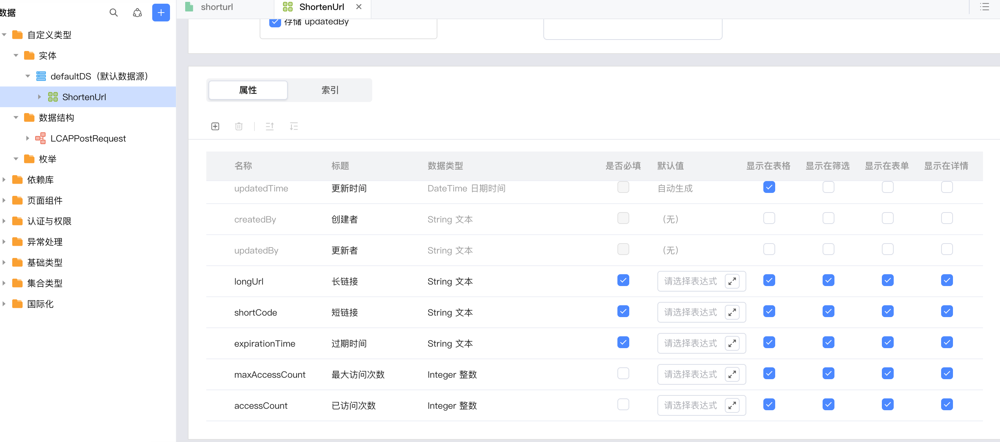 数据
自定义类型
实体
defaultDS（默认数据源）
ShortenUrl
数据结构
LCAPPostRequest
枚举
依赖库
页面组件
认证与权限
异常处理
基础类型
集合类型
国际化
shorturl
ShortenUrl
存储 updatedBy
属性 索引
名称 标题 数据类型 是否必填 默认值 显示在表格 显示在筛选 显示在表单 显示在详情
updatedTime 更新时间 DateTime 日期时间 自动生成
createdBy 创建者 String 文本 （无）
updatedBy 更新者 String 文本 （无）
longUrl 长链接 String 文本 请选择表达式
shortCode 短链接 String 文本 请选择表达式
expirationTime 过期时间 String 文本 请选择表达式
maxAccessCount 最大访问次数 Integer 整数 请选择表达式
accessCount 已访问次数 Integer 整数 请选择表达式